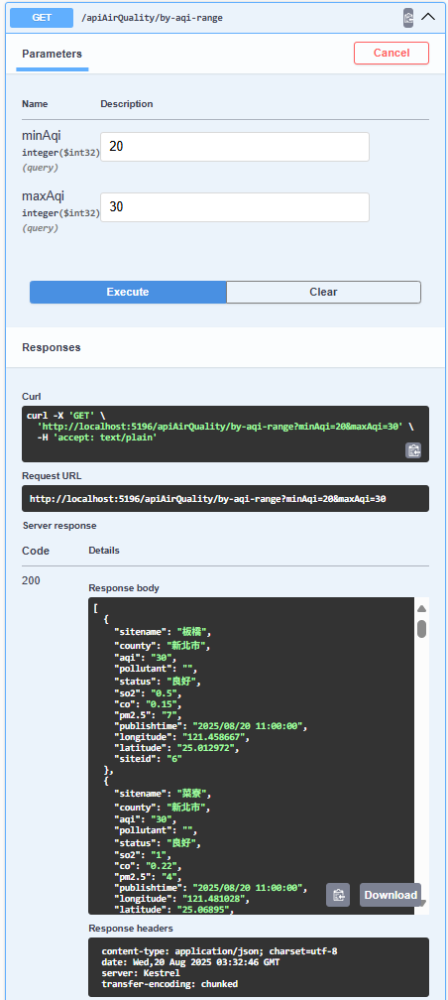 GET /apiAirQuality/by-aqi-range
Parameters
Cancel
Name Description
minAqi
integer($int32)
(query)
20
maxAqi
integer($int32)
(query)
30
Execute Clear
Responses
Curl
curl -X 'GET' \
'http://localhost:5196/apiAirQuality/by-aqi-range?minAqi=20&maxAqi=30' \
-H 'accept: text/plain'
Request URL
http://localhost:5196/apiAirQuality/by-aqi-range?minAqi=20&maxAqi=30
Server response
Code Details
200
Response body
[
{
"sitename": "板橋",
"county": "新北市",
"aqi": "30",
"pollutant": "",
"status": "良好",
"so2": "0.5",
"co": "0.15",
"pm2.5": "7",
"publishtime": "2025/08/20 11:00:00",
"longitude": "121.458667",
"latitude": "25.012972",
"siteid": "6"
},
{
"sitename": "菜寮",
"county": "新北市",
"aqi": "30",
"pollutant": "",
"status": "良好",
"so2": "1",
"co": "0.22",
"pm2.5": "4",
"publishtime": "2025/08/20 11:00:00",
"longitude": "121.481028",
"latitude": "25.06895",
Download
Response headers
content-type: application/json; charset=utf-8
date: Wed,20 Aug 2025 03:32:46 GMT
server: Kestrel
transfer-encoding: chunked